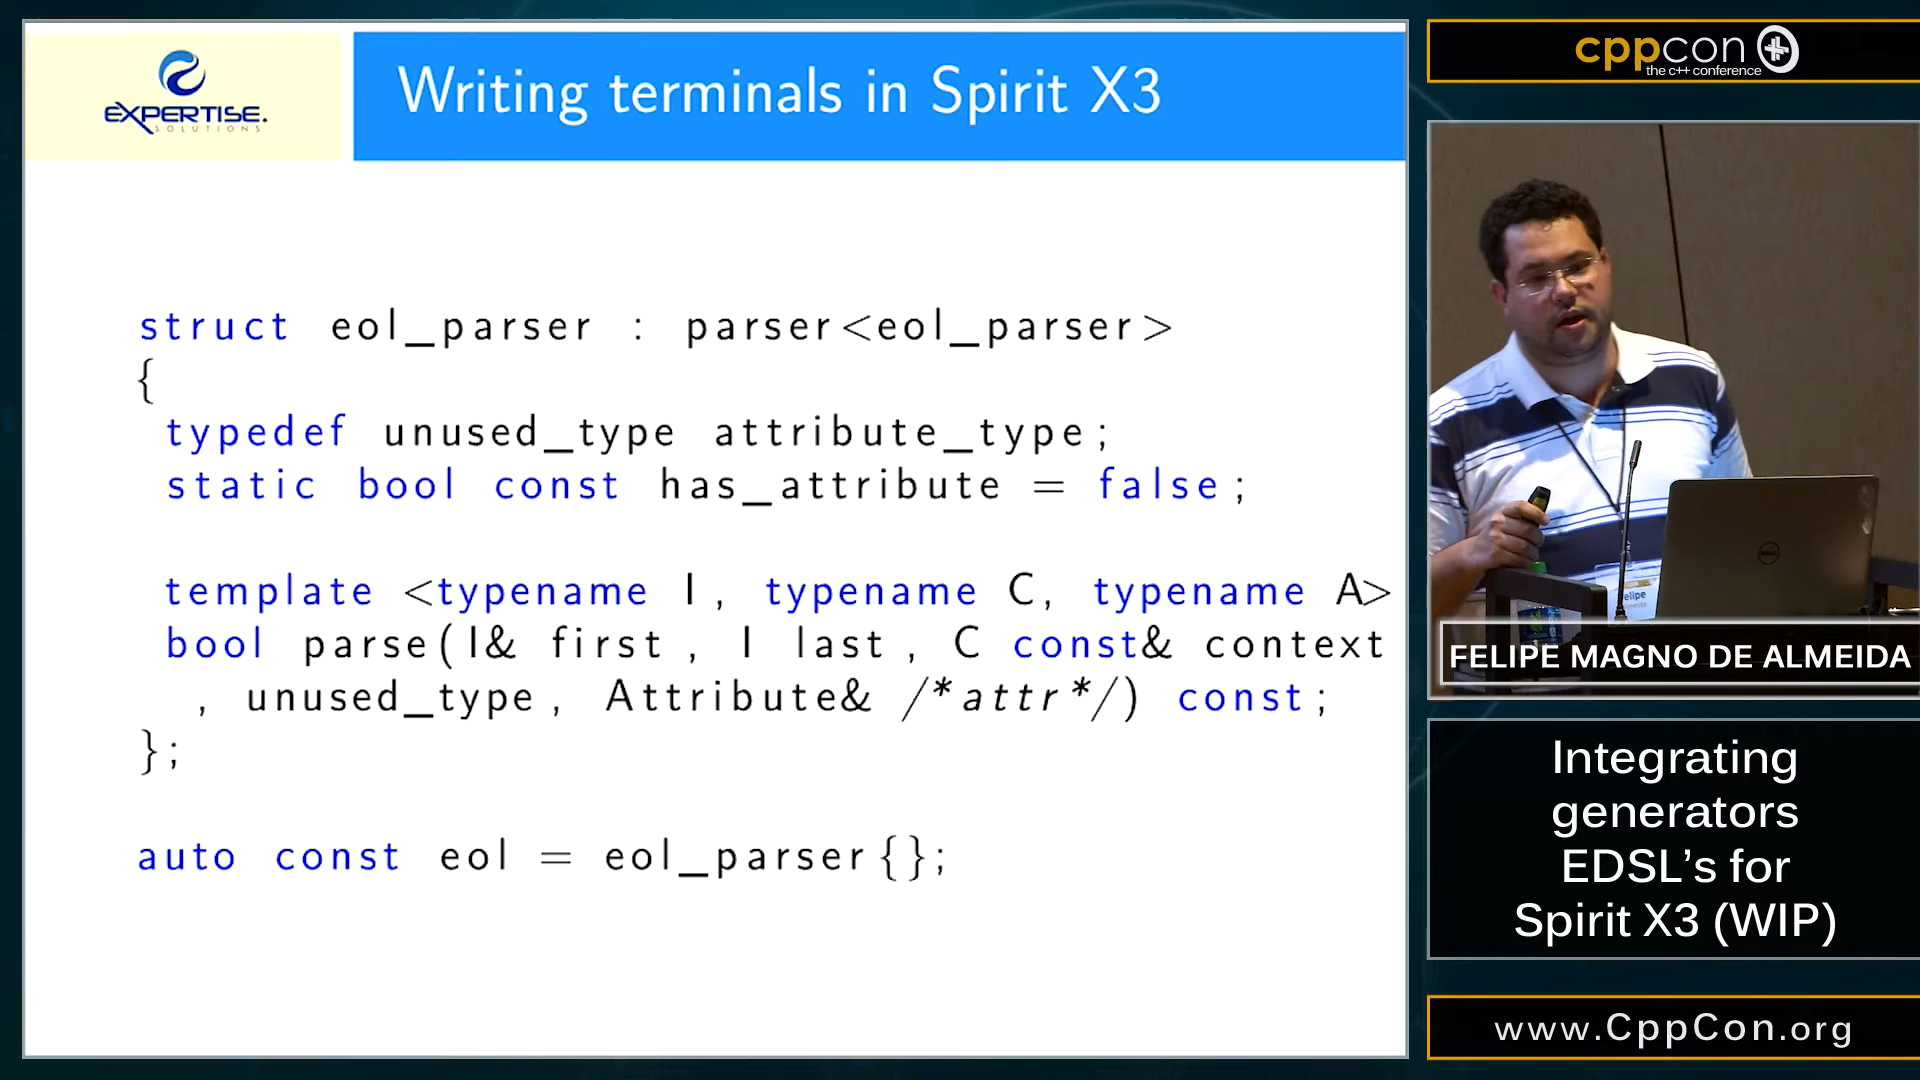 EXPERTISE.
SOLUTIONS
Writing terminals in Spirit X3
struct eol_parser : parser<eol_parser>
{
typedef unused_type attribute_type;
static bool const has_attribute = false;
template <typename I, typename C, typename A>
bool parse(I& first, I last, C const& context
, unused_type, Attribute& /*attr*/) const;
};
auto const eol = eol_parser{};
cppcon
the c++ conference
DELL
elipe
FELIPE MAGNO DE ALMEIDA
Integrating
generators
EDSL's for
Spirit X3 (WIP)
www.CppCon.org